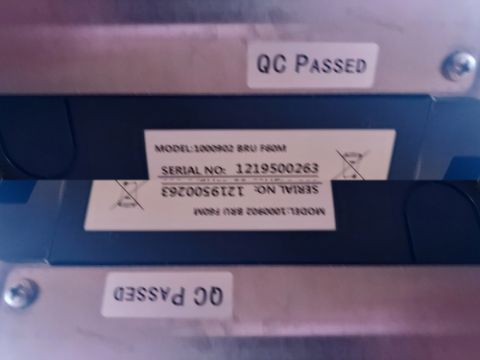 QC PASSED
MODEL:1000902 BRU F60M
SERIAL NO: 1219500263
SERIAL NO: 1219500263
MODEL:1000902 BRU F60M
QC PASSED